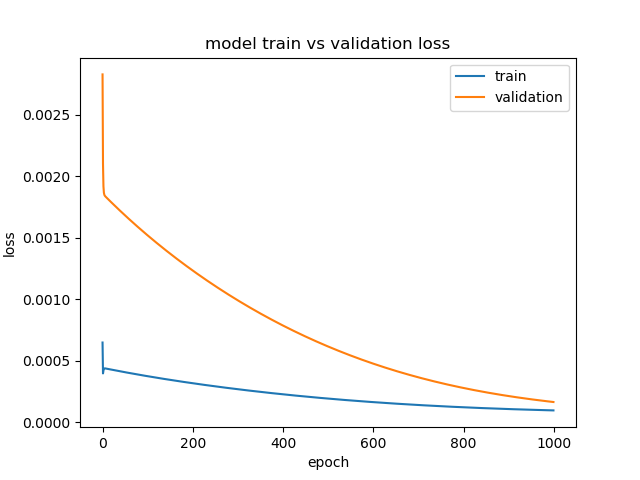 model train vs validation loss
train
validation
loss
0.0025
0.0020
0.0015
0.0010
0.0005
0.0000
0 200 400 600 800 1000
epoch